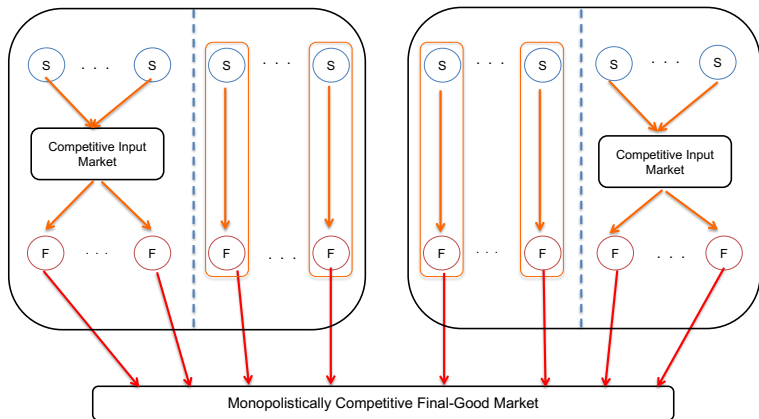 S . . . S S . . . S S . . . S S . . . S
Competitive Input
Market
Competitive Input
Market
F . . . F F . . . F F . . . F F . . . F
Monopolistically Competitive Final-Good Market